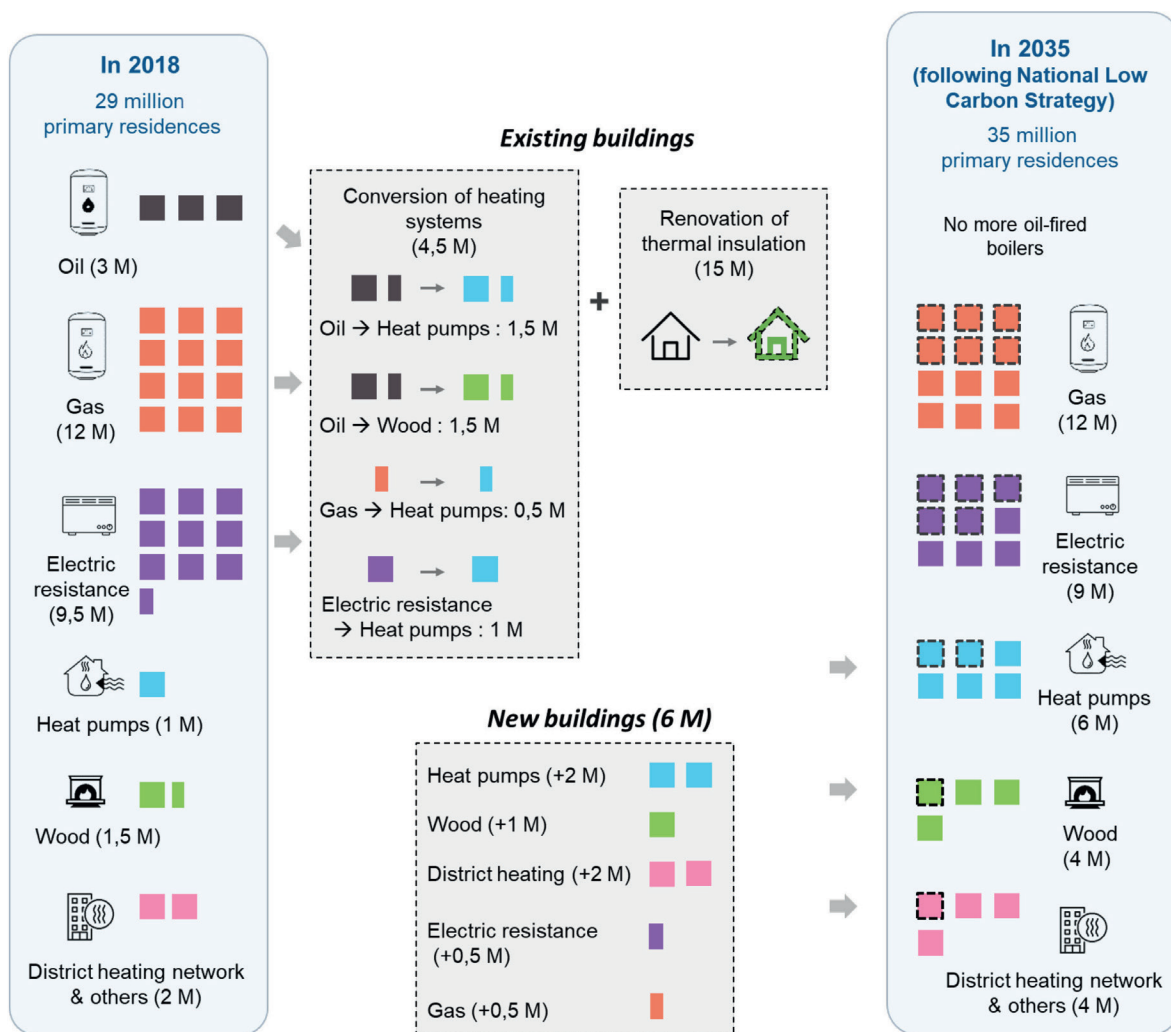 In 2018
29 million
primary residences
Oil (3 M)
Gas
(12 M)
Electric
resistance
(9,5 M)
Heat pumps (1 M)
Wood (1,5 M)
District heating network
& others (2 M)
Existing buildings
Conversion of heating
systems
(4,5 M)
Oil → Heat pumps : 1,5 M
Oil → Wood : 1,5 M
Gas → Heat pumps: 0,5 M
Electric resistance
→ Heat pumps : 1 M
+
Renovation of
thermal insulation
(15 M)
New buildings (6 M)
Heat pumps (+2 M)
Wood (+1 M)
District heating (+2 M)
Electric resistance
(+0,5 M)
Gas (+0,5 M)
In 2035
(following National Low
Carbon Strategy)
35 million
primary residences
No more oil-fired
boilers
Gas
(12 M)
Electric
resistance
(9 M)
Heat pumps
(6 M)
Wood
(4 M)
District heating network
& others (4 M)